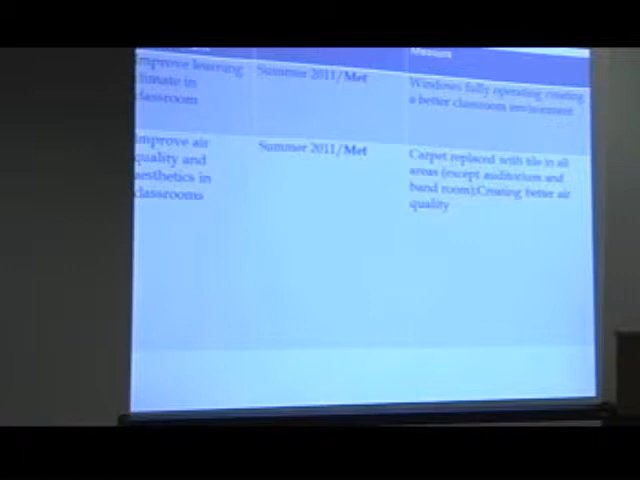 Measure
Improve learning
climate in
classroom
Summer 2011/Met
Windows fully operating creating
a better classroom environment
Improve air
quality and
aesthetics in
classrooms
Summer 2011/Met
Carpet replaced with tile in all
areas (except auditorium and
band room);Creating better air
quality